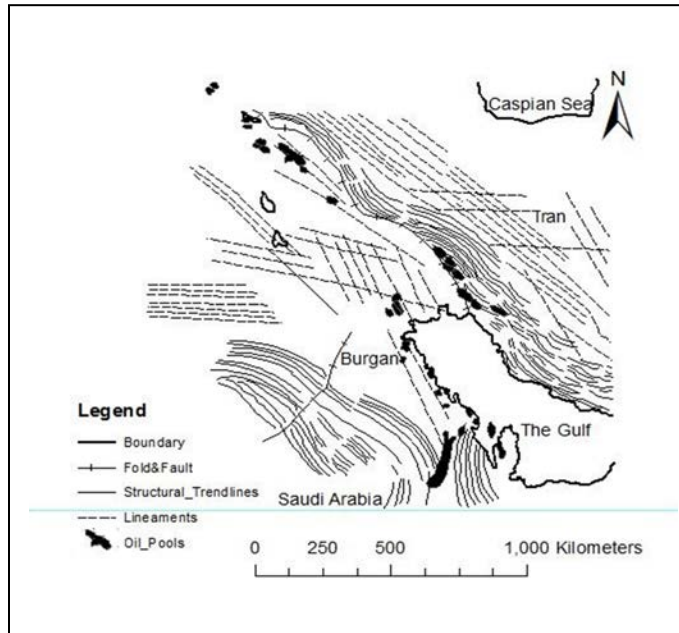 N
Caspian Sea
Tran
Burgan
Legend
Boundary
The Gulf
Fold&Fault
Structural_Trendlines
Saudi Arabia
Lineaments
Oil_Pools
0 250 500 1,000 Kilometers